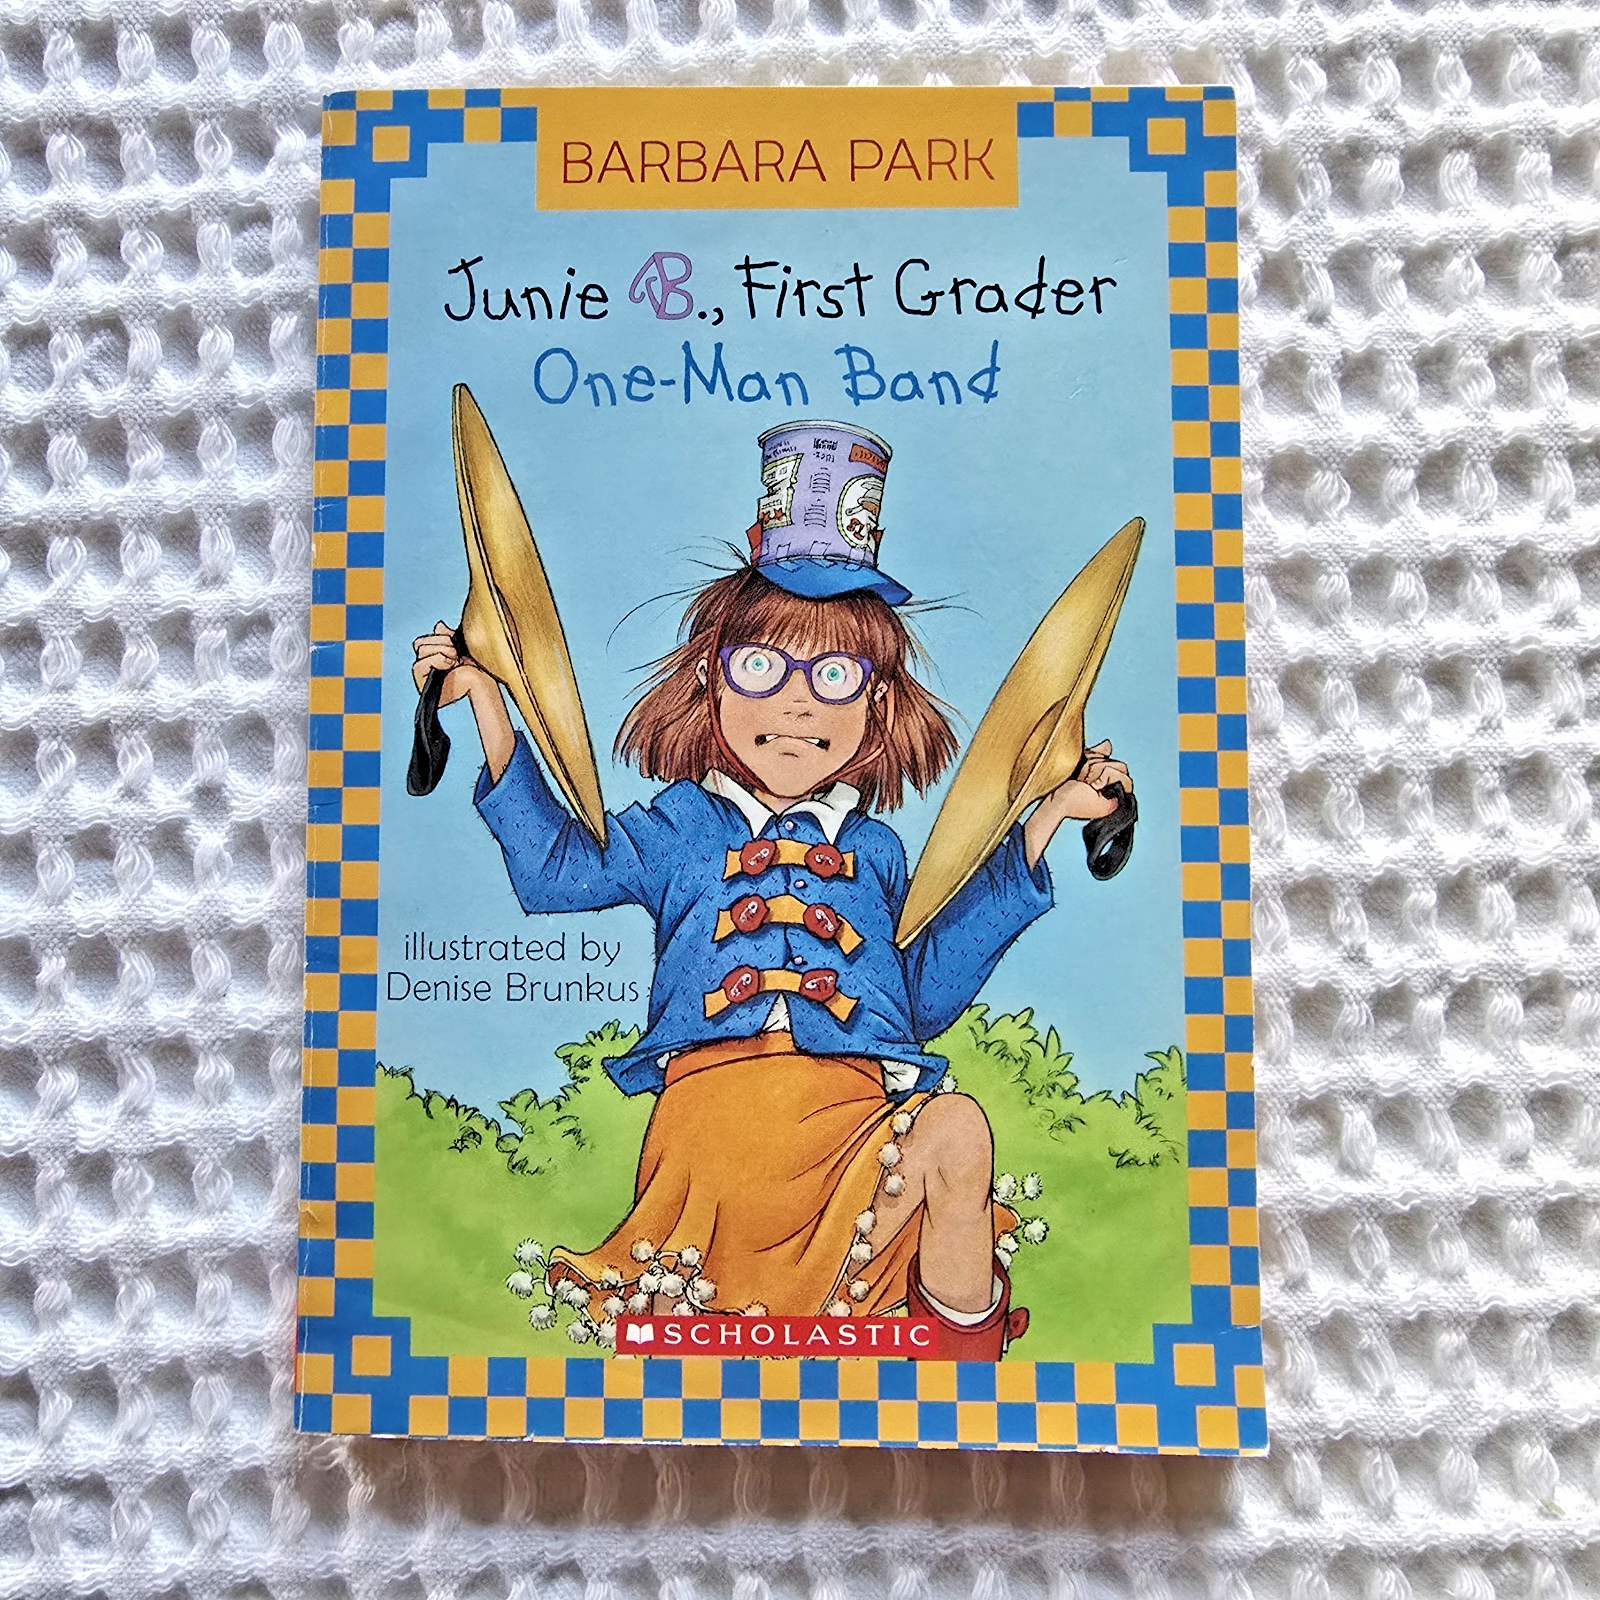 BARBARA PARK
Junie B., First Grader
One-Man Band
illustrated by
Denise Brunkus
SCHOLASTIC